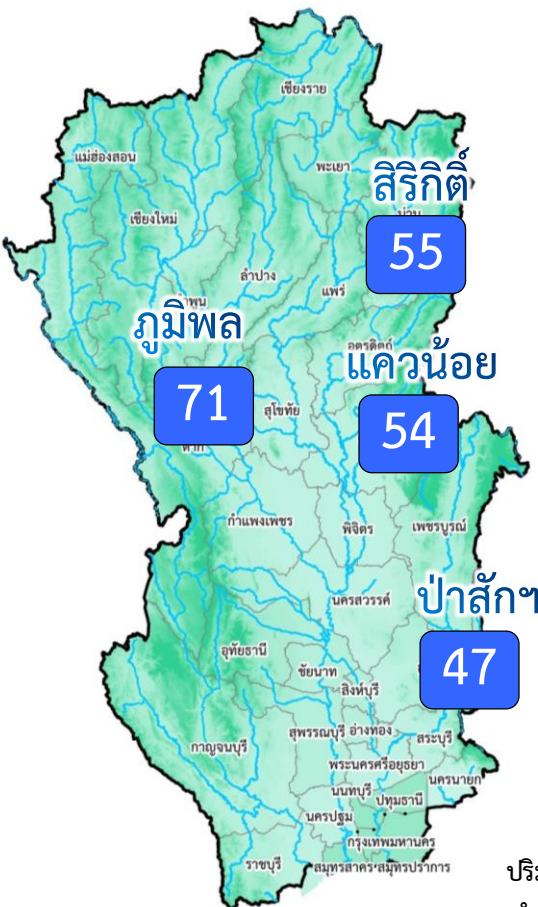 เชียงราย
แม่ฮ่องสอน
พะเยา
สิริกิติ์
น่าน
55
เชียงใหม่
ลำปาง
แพร่
ลำพูน
ภูมิพล
71
อุตรดิตถ์
แควน้อย
54
สุโขทัย
ตาก
กำแพงเพชร
พิจิตร
เพชรบูรณ์
นครสวรรค์
ป่าสักฯ
47
อุทัยธานี
ชัยนาท
สิงห์บุรี
สุพรรณบุรี อ่างทอง
สระบุรี
กาญจนบุรี
พระนครศรีอยุธยา
นครนายก
นนทบุรี
ปทุมธานี
นครปฐม
กรุงเทพมหานคร
ราชบุรี
สมุทรสาคร สมุทรปราการ